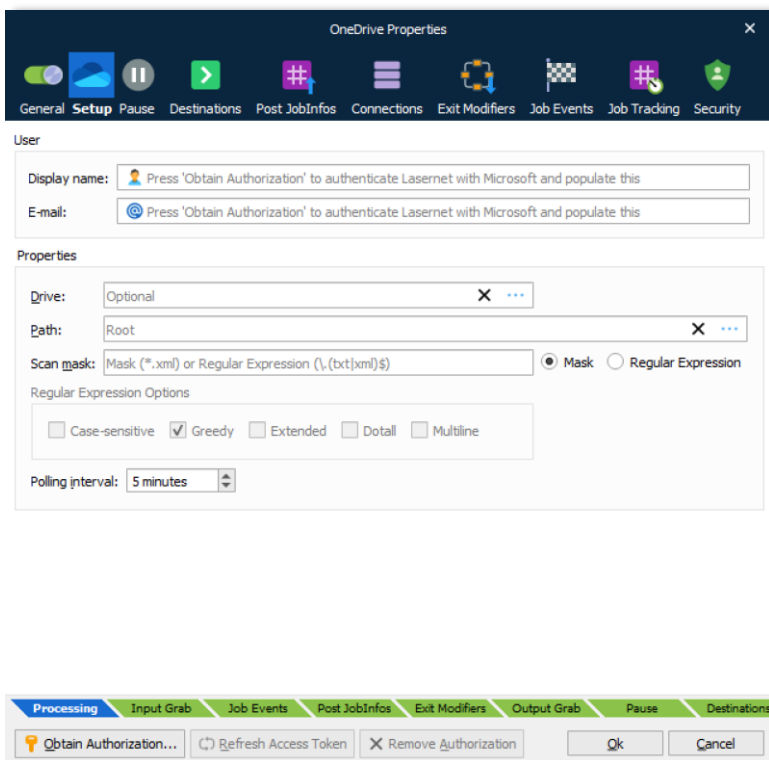 OneDrive Properties
General Setup Pause Destinations Post JobInfos Connections Exit Modifiers Job Events Job Tracking Security
User
Display name: Press 'Obtain Authorization' to authenticate Lasernet with Microsoft and populate this
E-mail: Press 'Obtain Authorization' to authenticate Lasernet with Microsoft and populate this
Properties
Drive: Optional
Path: Root
Scan mask: Mask (*.xml) or Regular Expression (\.(txt|xml)$) Mask Regular Expression
Regular Expression Options
Case-sensitive Greedy Extended Dotall Multiline
Polling interval: 5 minutes
Processing Input Grab Job Events Post JobInfos Exit Modifiers Output Grab Pause Destinations
Obtain Authorization... Refresh Access Token Remove Authorization Ok Cancel